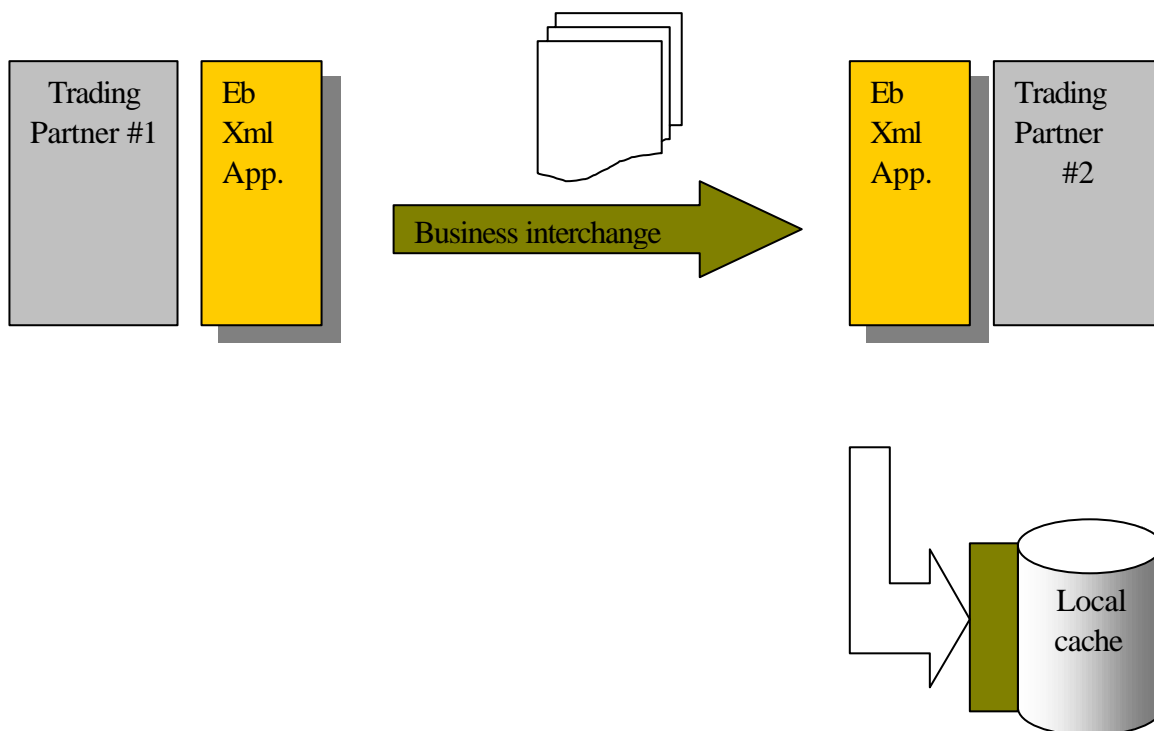 Trading
Partner #1
Eb
Xml
App.
Business interchange
Eb
Xml
App.
Trading
Partner
#2
Local
cache